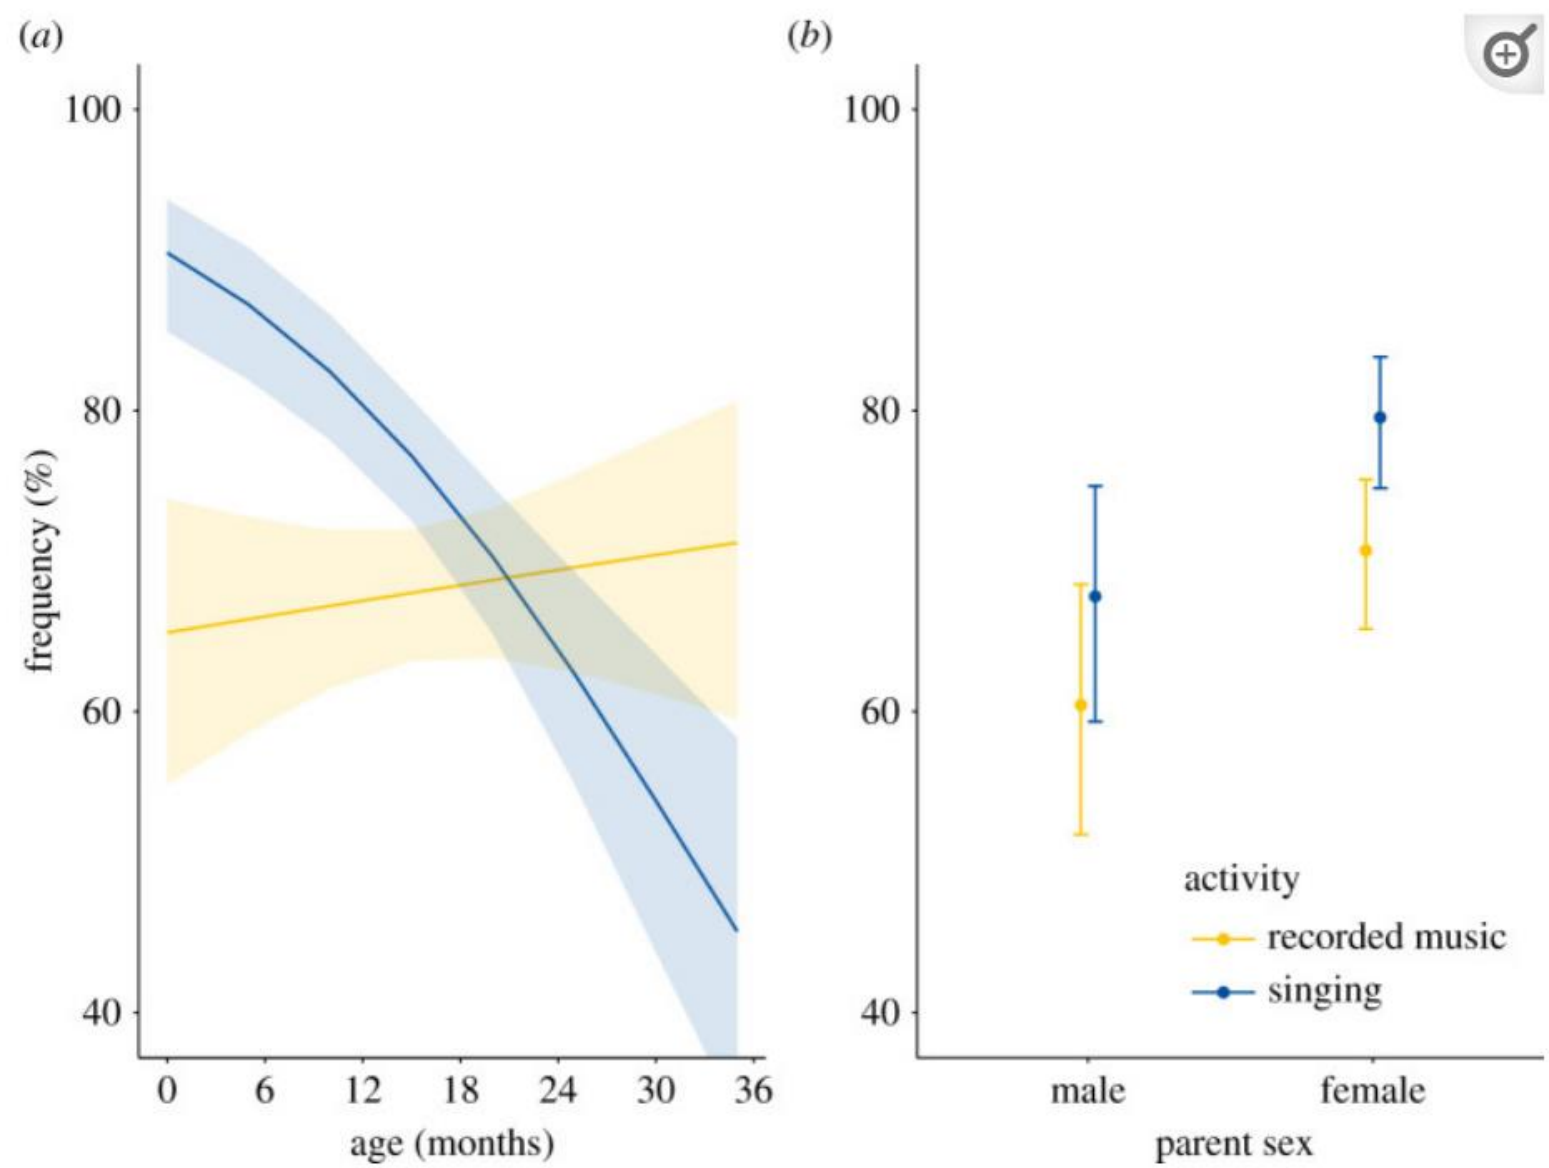 (a)
100
80
60
40
frequency (%)
0 6 12 18 24 30 36
age (months)
(b)
100
80
60
40
activity
recorded music
singing
male female
parent sex